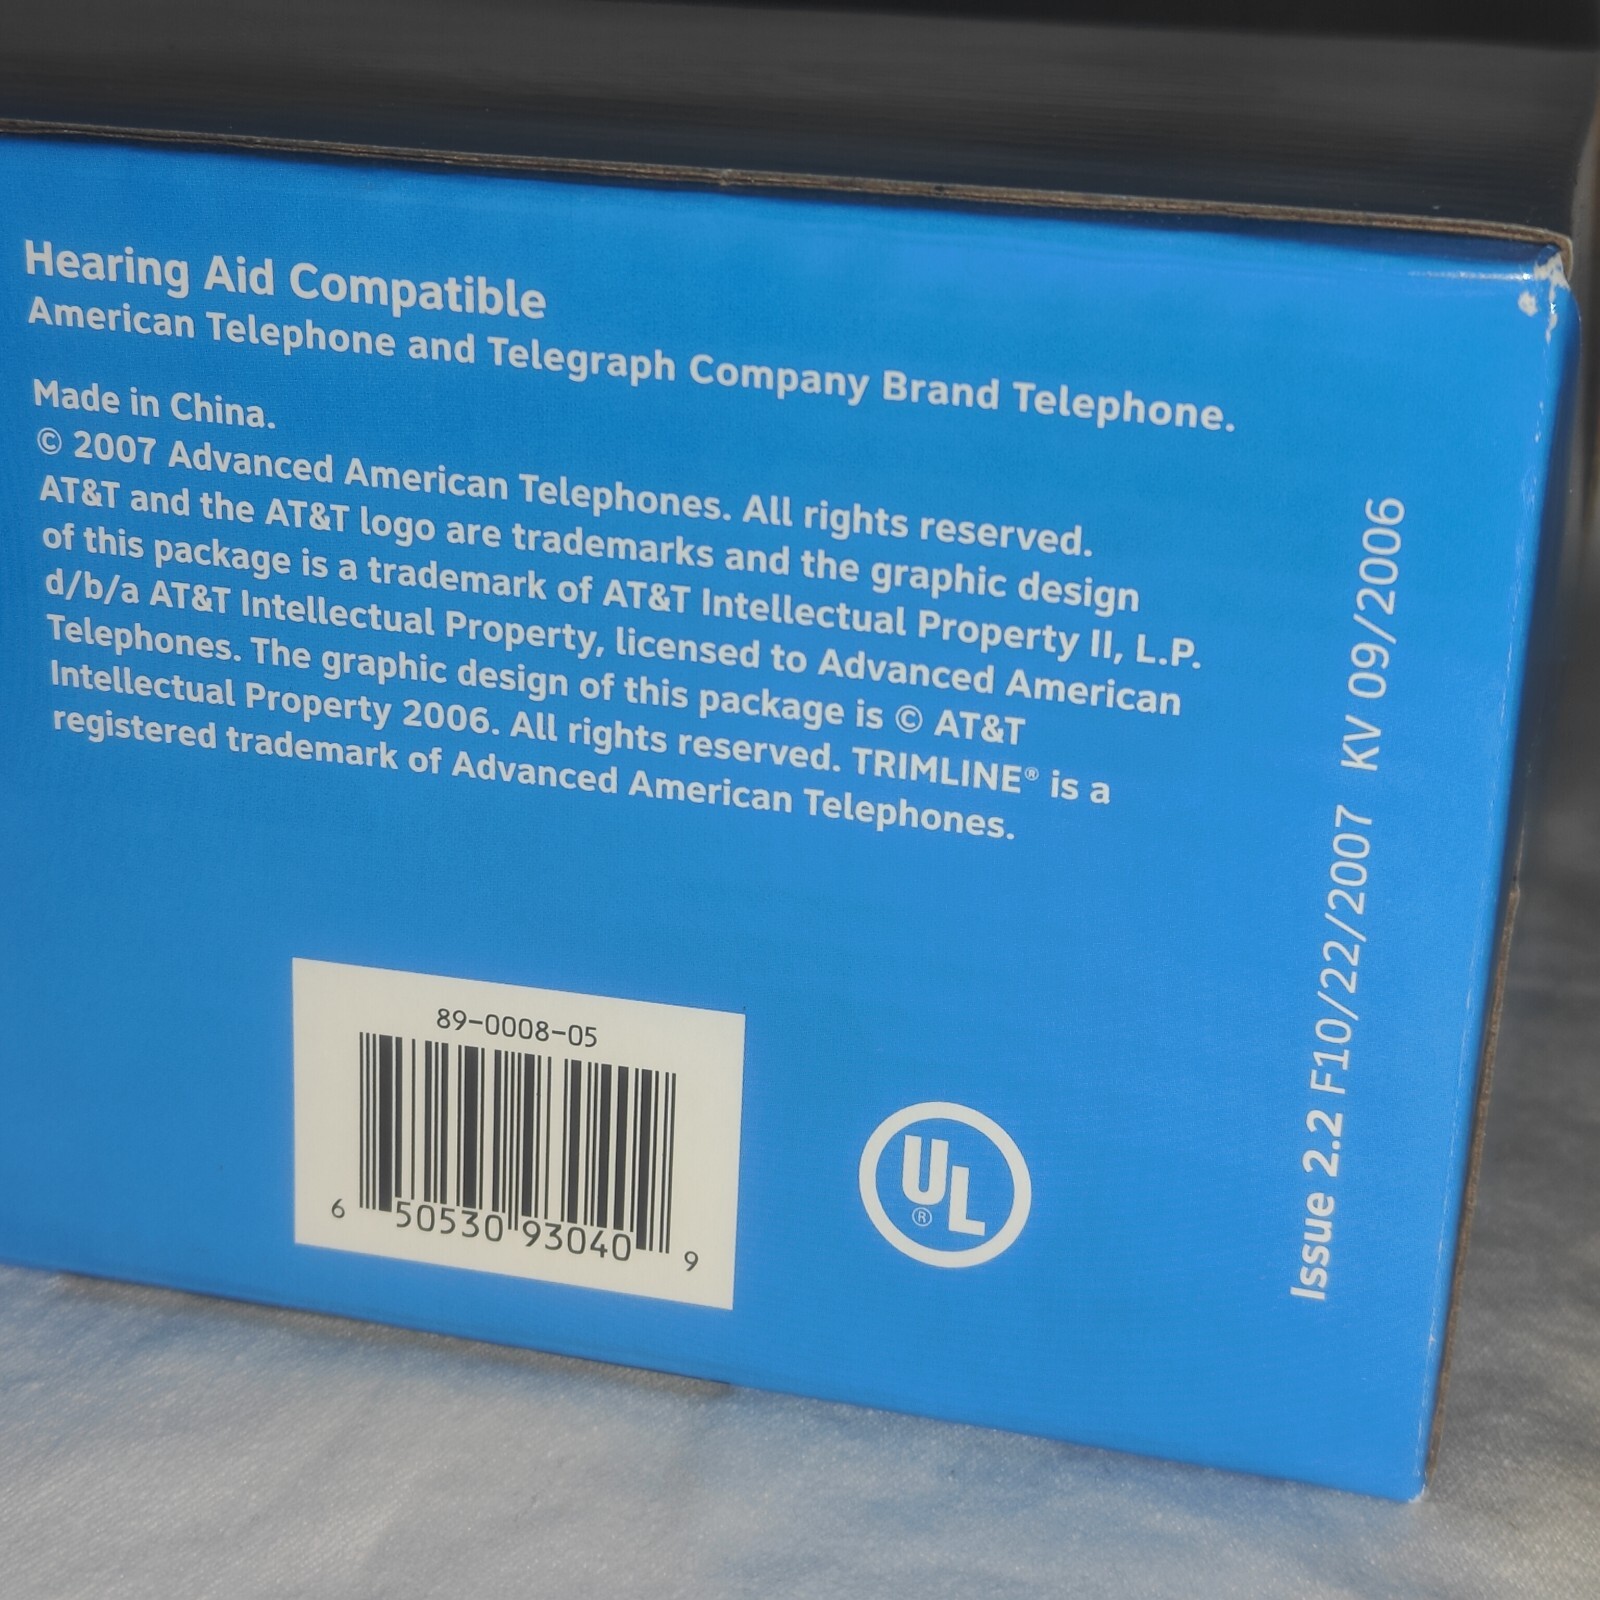 Hearing Aid Compatible
American Telephone and Telegraph Company Brand Telephone.
Made in China.
© 2007 Advanced American Telephones. All rights reserved.
AT&T and the AT&T logo are trademarks and the graphic design
of this package is a trademark of AT&T Intellectual Property II, L.P.
d/b/a AT&T Intellectual Property, licensed to Advanced American
Telephones. The graphic design of this package is © AT&T
Intellectual Property 2006. All rights reserved. TRIMLINE® is a
registered trademark of Advanced American Telephones.
89-0008-05
6 50530 93040 9
UL
®
Issue 2.2 F10/22/2007 KV 09/2006